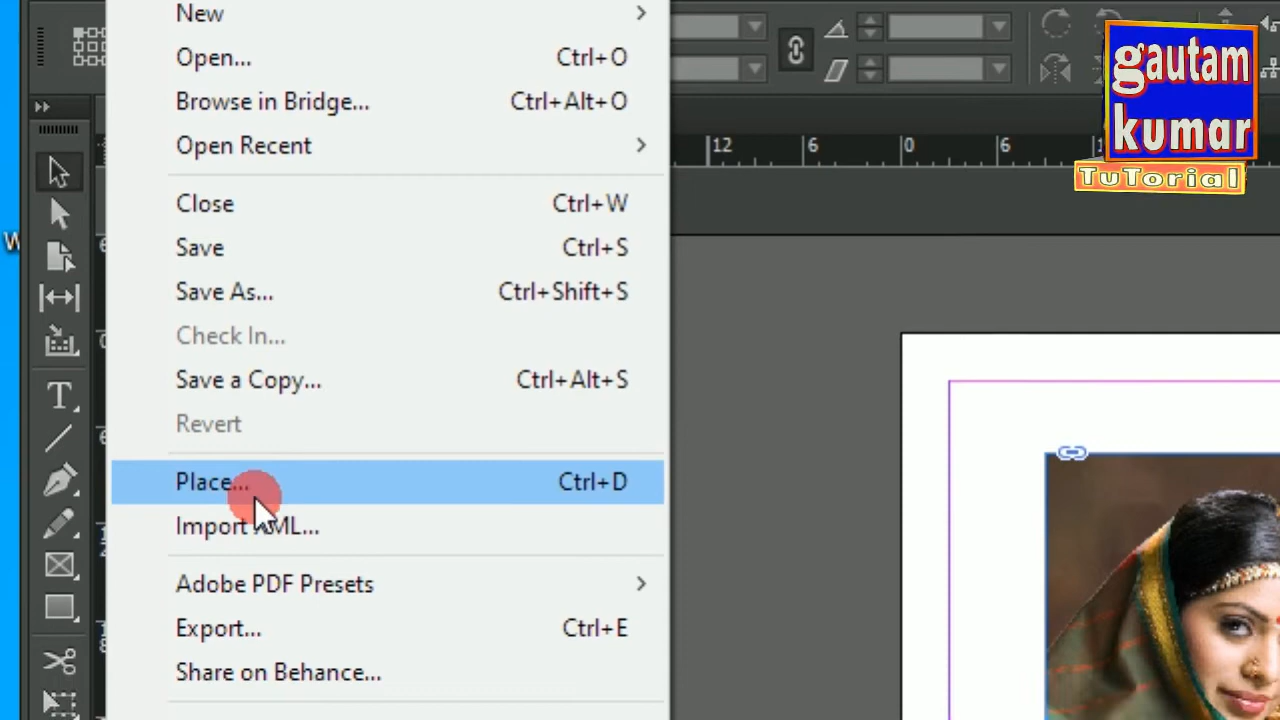 New
Open... Ctrl+O
Browse in Bridge... Ctrl+Alt+O
Open Recent
Close Ctrl+W
Save Ctrl+S
Save As... Ctrl+Shift+S
Check In...
Save a Copy... Ctrl+Alt+S
Revert
Place... Ctrl+D
Import XML...
Adobe PDF Presets
Export... Ctrl+E
Share on Behance...
W
12 6 0 6
gautam
kumar
TuTorial